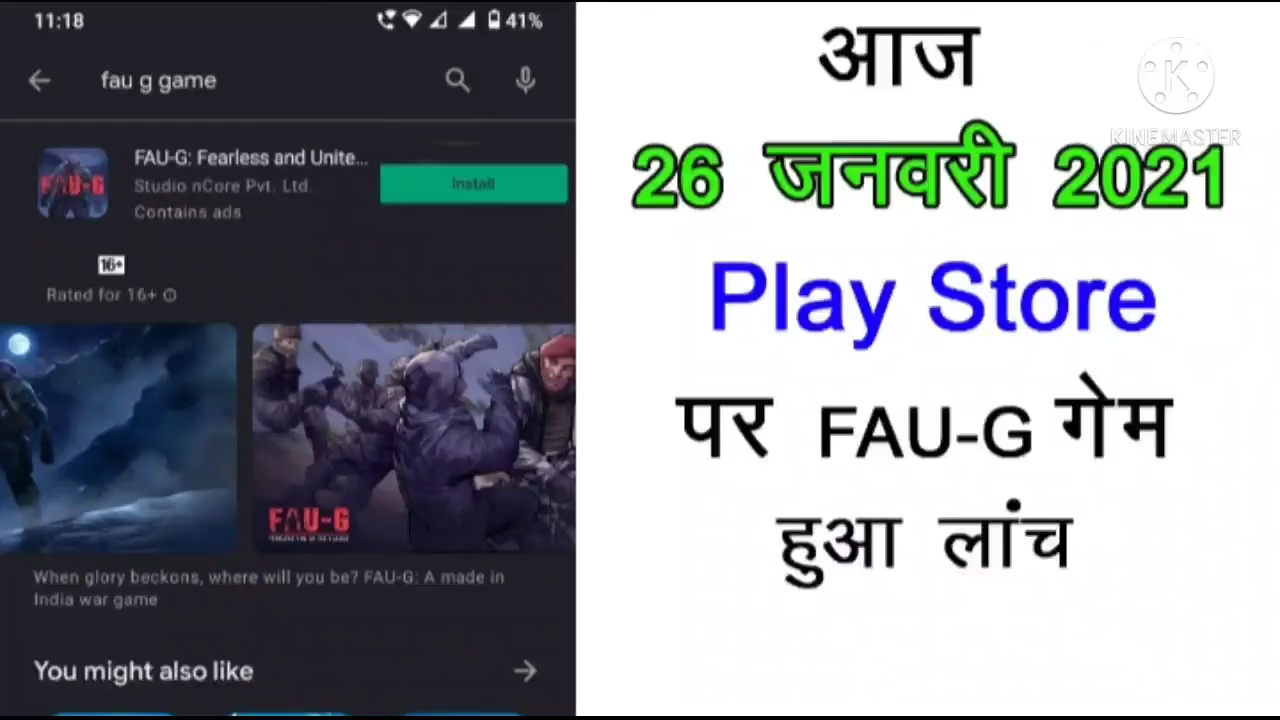 11:18
41%
fau g game
FAU-G: Fearless and Unite...
Studio nCore Pvt. Ltd.
Contains ads
Install
16+
Rated for 16+
FAU-G
FAU-G
When glory beckons, where will you be? FAU-G: A made in
India war game
You might also like
आज
KINEMASTER
26 जनवरी 2021
Play Store
पर FAU-G गेम
हुआ लांच